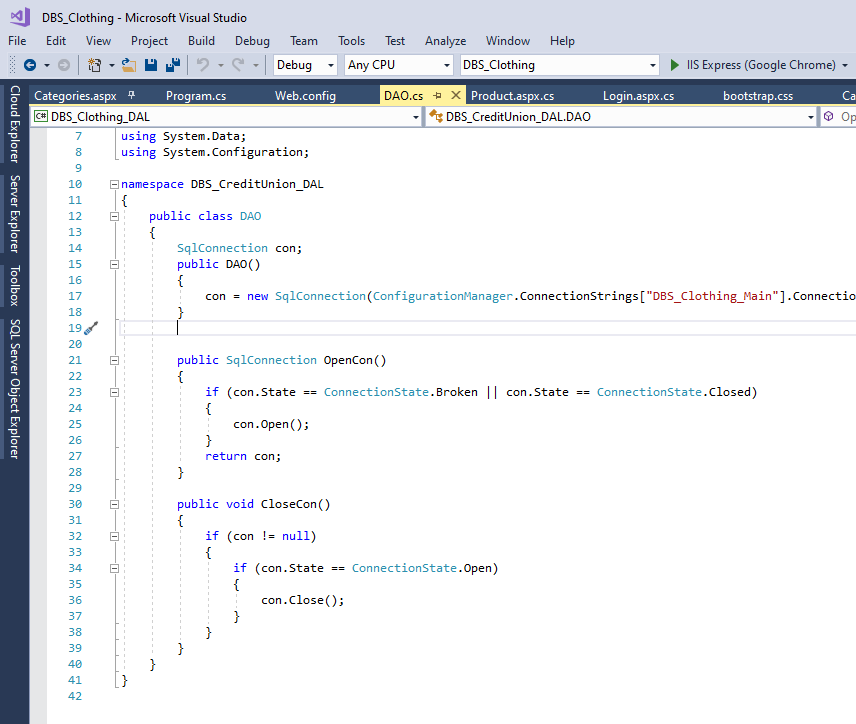 DBS_Clothing - Microsoft Visual Studio
File Edit View Project Build Debug Team Tools Test Analyze Window Help
Debug Any CPU DBS_Clothing IIS Express (Google Chrome)
Categories.aspx Program.cs Web.config DAO.cs Product.aspx.cs Login.aspx.cs bootstrap.css Ca
C# DBS_Clothing_DAL DBS_CreditUnion_DAL.DAO Op
Cloud Explorer
Server Explorer
Toolbox
SQL Server Object Explorer
7 using System.Data;
8 using System.Configuration;
9
10 namespace DBS_CreditUnion_DAL
11 {
12 public class DAO
13 {
14 SqlConnection con;
15 public DAO()
16 {
17 con = new SqlConnection(ConfigurationManager.ConnectionStrings["DBS_Clothing_Main"].Connectio
18 }
19
20
21 public SqlConnection OpenCon()
22 {
23 if (con.State == ConnectionState.Broken || con.State == ConnectionState.Closed)
24 {
25 con.Open();
26 }
27 return con;
28 }
29
30 public void CloseCon()
31 {
32 if (con != null)
33 {
34 if (con.State == ConnectionState.Open)
35 {
36 con.Close();
37 }
38 }
39 }
40 }
41 }
42